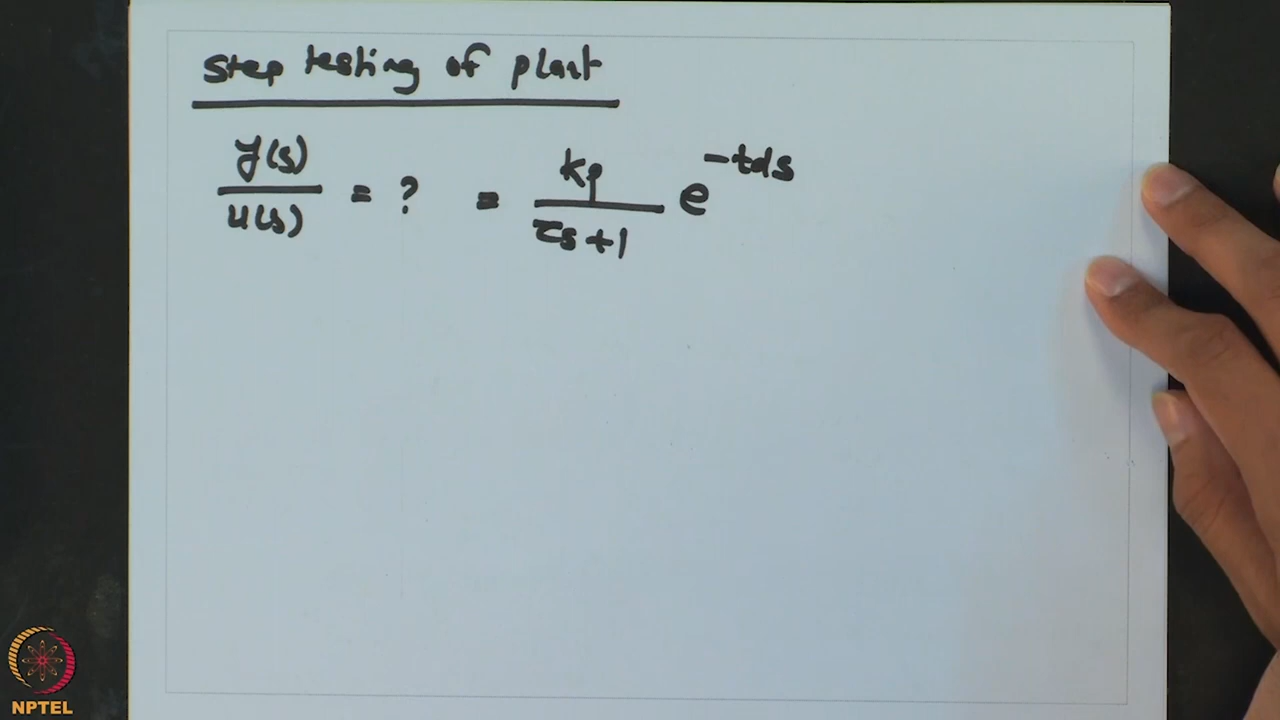 Step testing of plant
y(s)/u(s) = ? = kp/(τs+1) e^-tds
NPTEL